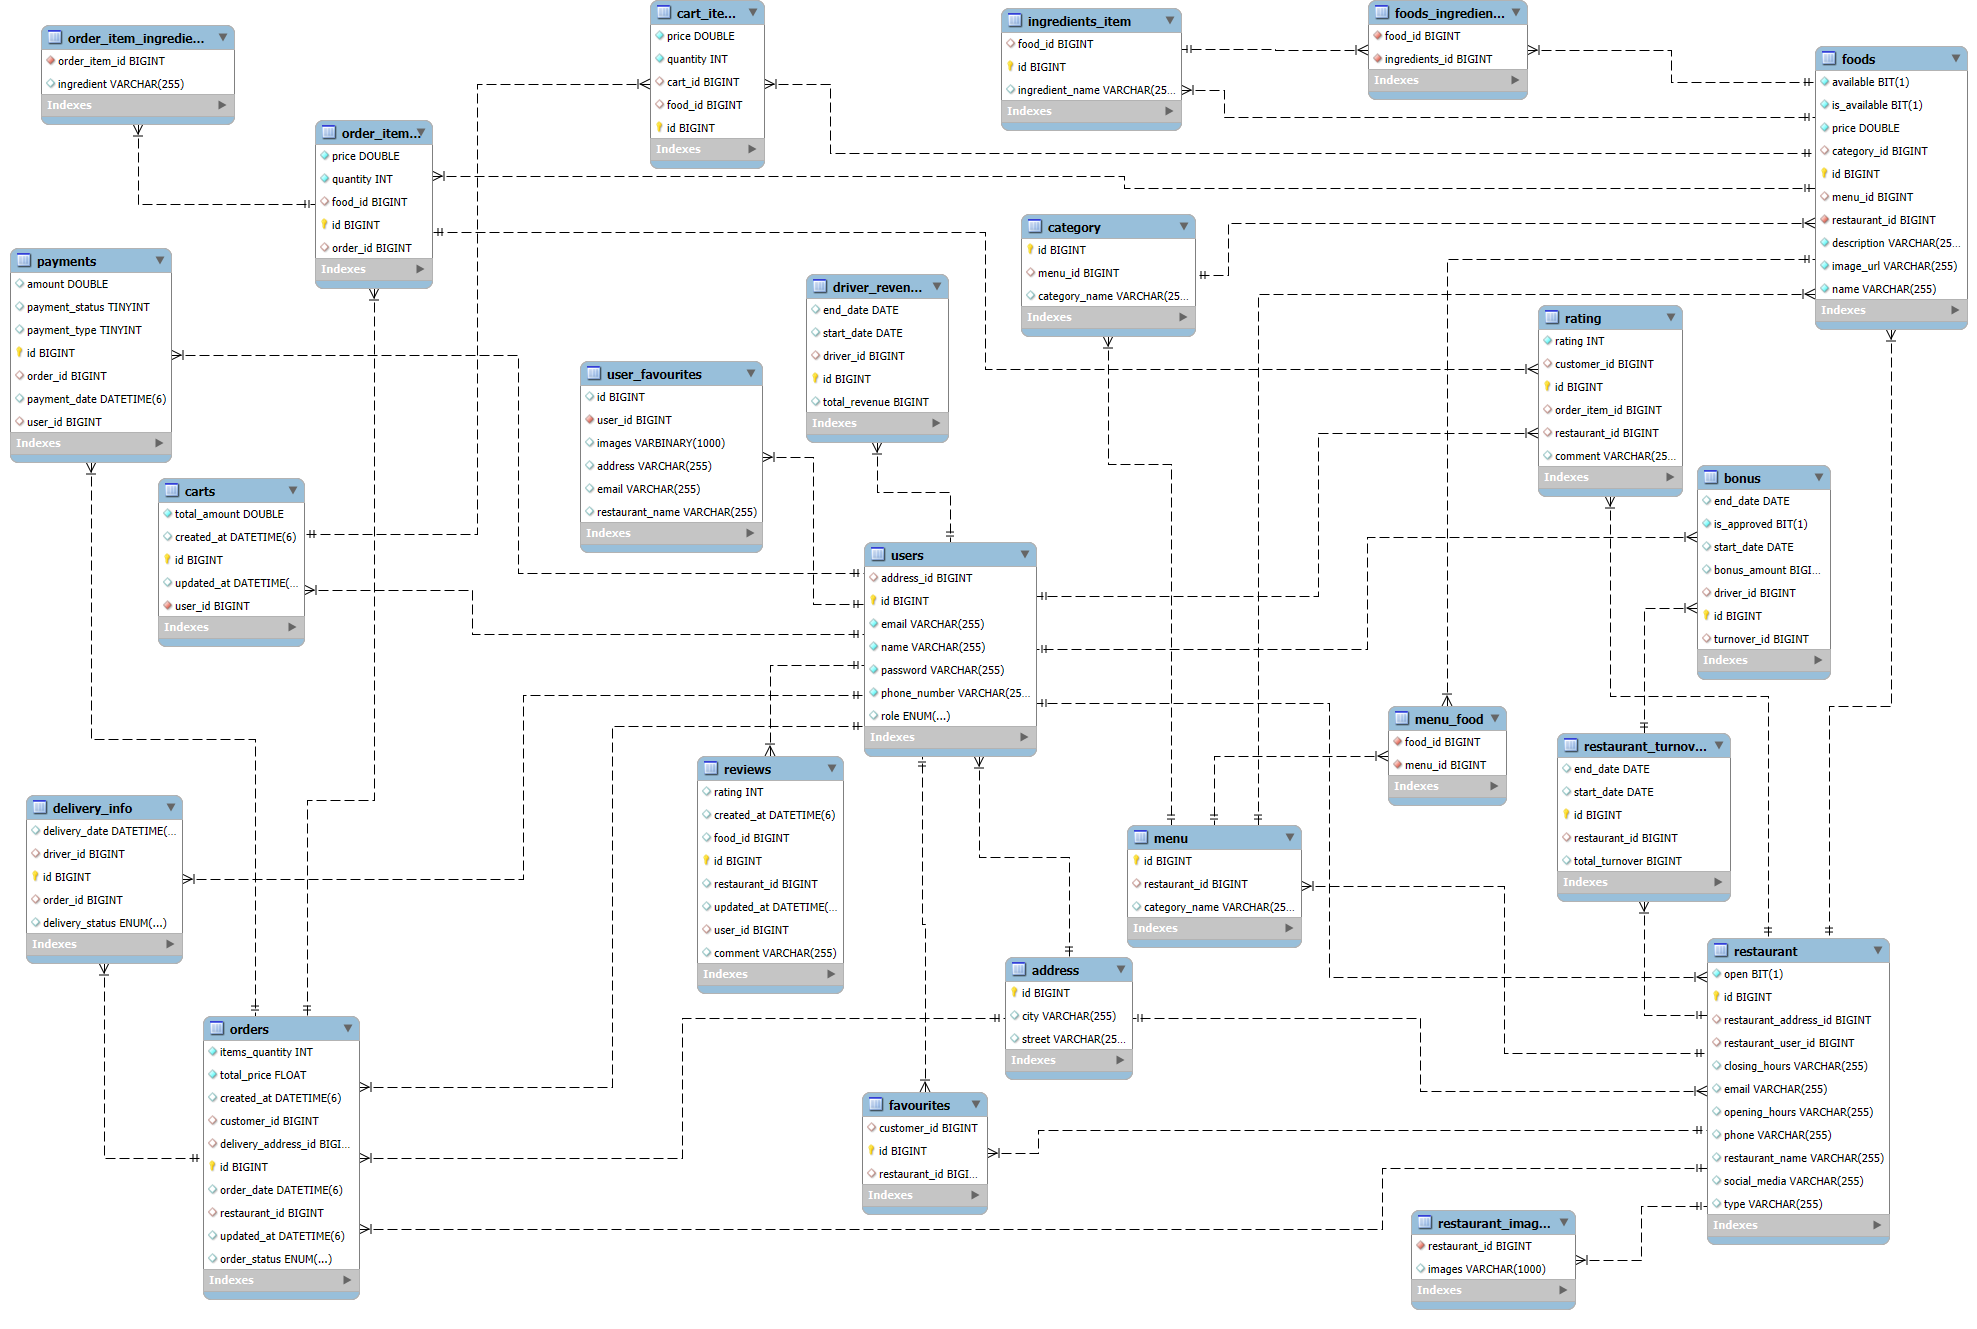 order_item_ingredie...
order_item_id BIGINT
ingredient VARCHAR(255)
Indexes
order_item...
price DOUBLE
quantity INT
food_id BIGINT
id BIGINT
order_id BIGINT
Indexes
cart_ite...
price DOUBLE
quantity INT
cart_id BIGINT
food_id BIGINT
id BIGINT
Indexes
ingredients_item
food_id BIGINT
id BIGINT
ingredient_name VARCHAR(25...
Indexes
foods_ingredien...
food_id BIGINT
ingredients_id BIGINT
Indexes
foods
available BIT(1)
is_available BIT(1)
price DOUBLE
category_id BIGINT
id BIGINT
menu_id BIGINT
restaurant_id BIGINT
description VARCHAR(25...
image_url VARCHAR(255)
name VARCHAR(255)
Indexes
payments
amount DOUBLE
payment_status TINYINT
payment_type TINYINT
id BIGINT
order_id BIGINT
payment_date DATETIME(6)
user_id BIGINT
Indexes
category
id BIGINT
menu_id BIGINT
category_name VARCHAR(25...
Indexes
driver_reven...
end_date DATE
start_date DATE
driver_id BIGINT
id BIGINT
total_revenue BIGINT
Indexes
rating
rating INT
customer_id BIGINT
id BIGINT
order_item_id BIGINT
restaurant_id BIGINT
comment VARCHAR(25...
Indexes
user_favourites
id BIGINT
user_id BIGINT
images VARBINARY(1000)
address VARCHAR(255)
email VARCHAR(255)
restaurant_name VARCHAR(255)
Indexes
carts
total_amount DOUBLE
created_at DATETIME(6)
id BIGINT
updated_at DATETIME(...
user_id BIGINT
Indexes
bonus
end_date DATE
is_approved BIT(1)
start_date DATE
bonus_amount BIGI...
driver_id BIGINT
id BIGINT
turnover_id BIGINT
Indexes
users
address_id BIGINT
id BIGINT
email VARCHAR(255)
name VARCHAR(255)
password VARCHAR(255)
phone_number VARCHAR(25...
role ENUM(...)
Indexes
menu_food
food_id BIGINT
menu_id BIGINT
Indexes
restaurant_turnov...
end_date DATE
start_date DATE
id BIGINT
restaurant_id BIGINT
total_turnover BIGINT
Indexes
reviews
rating INT
created_at DATETIME(6)
food_id BIGINT
id BIGINT
restaurant_id BIGINT
updated_at DATETIME(...
user_id BIGINT
comment VARCHAR(255)
Indexes
delivery_info
delivery_date DATETIME(...
driver_id BIGINT
id BIGINT
order_id BIGINT
delivery_status ENUM(...)
Indexes
menu
id BIGINT
restaurant_id BIGINT
category_name VARCHAR(25...
Indexes
restaurant
open BIT(1)
id BIGINT
restaurant_address_id BIGINT
restaurant_user_id BIGINT
closing_hours VARCHAR(255)
email VARCHAR(255)
opening_hours VARCHAR(255)
phone VARCHAR(255)
restaurant_name VARCHAR(255)
social_media VARCHAR(255)
type VARCHAR(255)
Indexes
address
id BIGINT
city VARCHAR(255)
street VARCHAR(25...
Indexes
orders
items_quantity INT
total_price FLOAT
created_at DATETIME(6)
customer_id BIGINT
delivery_address_id BIGI...
id BIGINT
order_date DATETIME(6)
restaurant_id BIGINT
updated_at DATETIME(6)
order_status ENUM(...)
Indexes
favourites
customer_id BIGINT
id BIGINT
restaurant_id BIGI...
Indexes
restaurant_imag...
restaurant_id BIGINT
images VARCHAR(1000)
Indexes